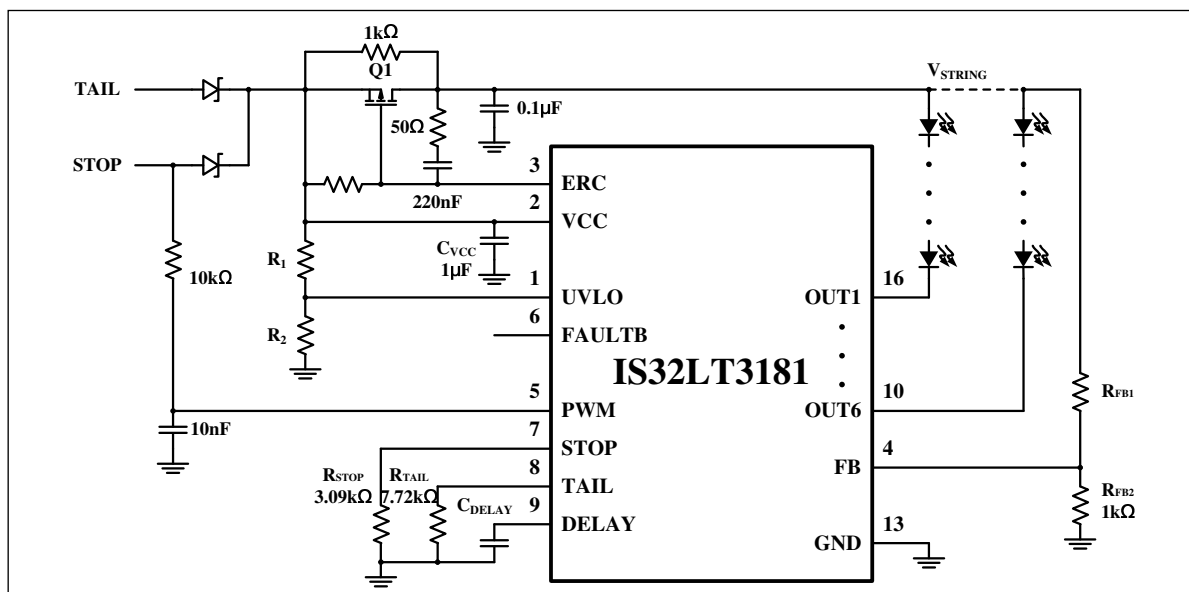 1kΩ
Q1
TAIL
VSTRING
0.1µF
50Ω
STOP
3
ERC
220nF
2
VCC
CVCC
1µF
R1
10kΩ
1
UVLO
16
OUT1
R2
6
FAULTB
IS32LT3181
RFB1
5
PWM
10
OUT6
10nF
7
STOP
4
FB
RSTOP
3.09kΩ
RTAIL
7.72kΩ
8
TAIL
RFB2
1kΩ
CDELAY
9
DELAY
13
GND